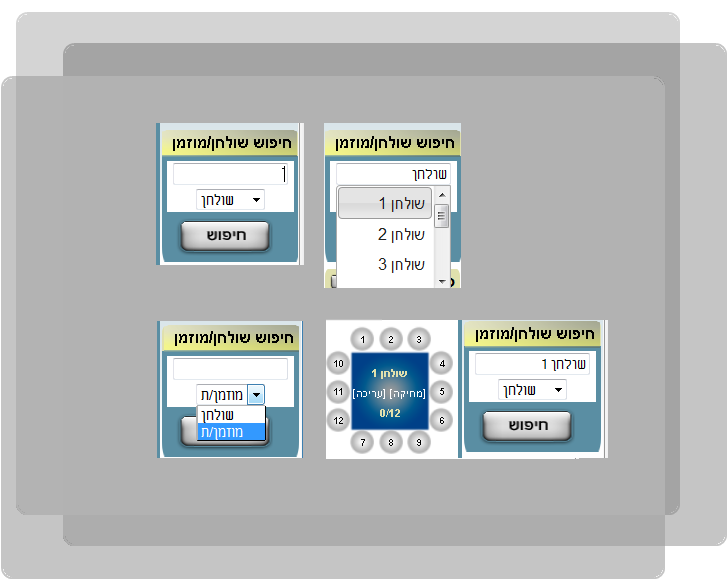 חיפוש שולחן/מוזמן
שולחן
חיפוש
חיפוש שולחן/מוזמן
שולחן
שולחן 1
שולחן 2
שולחן 3
חיפוש שולחן/מוזמן
מוזמן/ת
שולחן
מוזמן/ת
1 2 3
10 4
שולחן 1
11 [מחיקה] [עריכה] 5
0/12
12 6
7 8 9
חיפוש שולחן/מוזמן
שולחן 1
שולחן
חיפוש